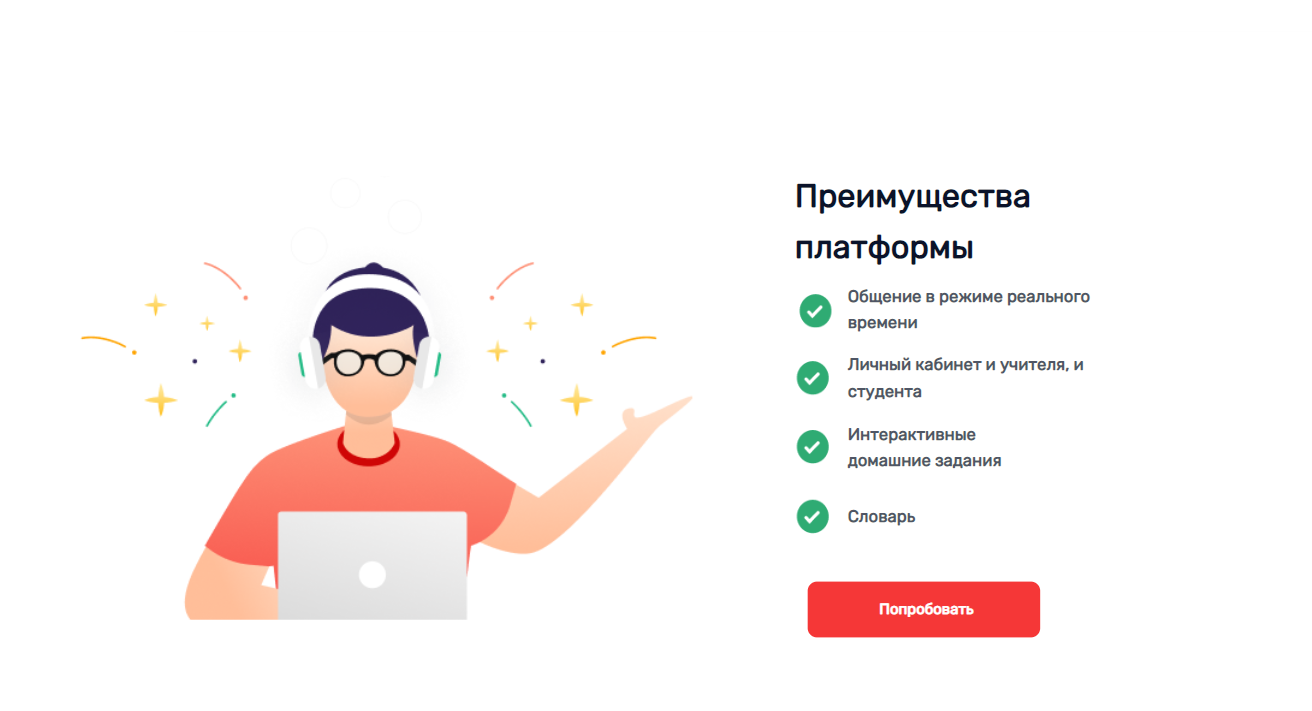 Преимущества
платформы
Общение в режиме реального
времени
Личный кабинет и учителя, и
студента
Интерактивные
домашние задания
Словарь
Попробовать